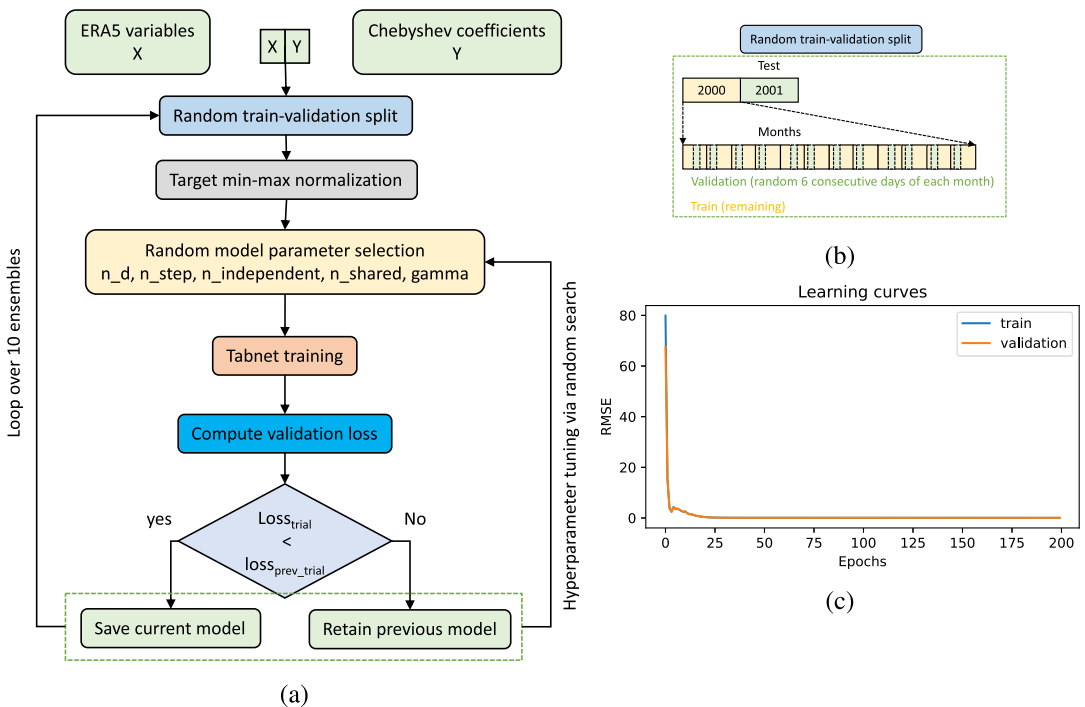 ERA5 variables
X
X Y
Chebyshev coefficients
Y
Random train-validation split
Target min-max normalization
Random model parameter selection
n_d, n_step, n_independent, n_shared, gamma
Tabnet training
Compute validation loss
yes
Loss_trial
<
loss_prev_trial
No
Save current model
Retain previous model
Loop over 10 ensembles
Hyperparameter tuning via random search
(a)
Random train-validation split
Test
2000 2001
Months
Validation (random 6 consecutive days of each month)
Train (remaining)
(b)
Learning curves
train
validation
RMSE
80
60
40
20
0
0 25 50 75 100 125 150 175 200
Epochs
(c)